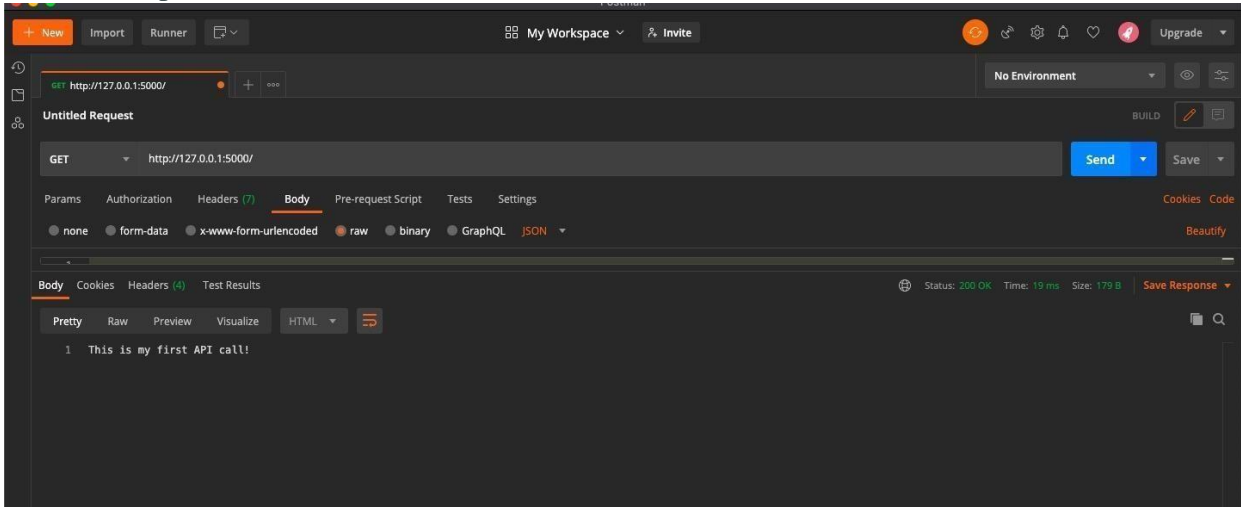 Postman
+ New Import Runner My Workspace Invite Upgrade
GET http://127.0.0.1:5000/ + ooo No Environment
Untitled Request BUILD
GET http://127.0.0.1:5000/ Send Save
Params Authorization Headers (7) Body Pre-request Script Tests Settings Cookies Code
none form-data x-www-form-urlencoded raw binary GraphQL JSON Beautify
Body Cookies Headers (4) Test Results Status: 200 OK Time: 19 ms Size: 179 B Save Response
Pretty Raw Preview Visualize HTML
1 This is my first API call!